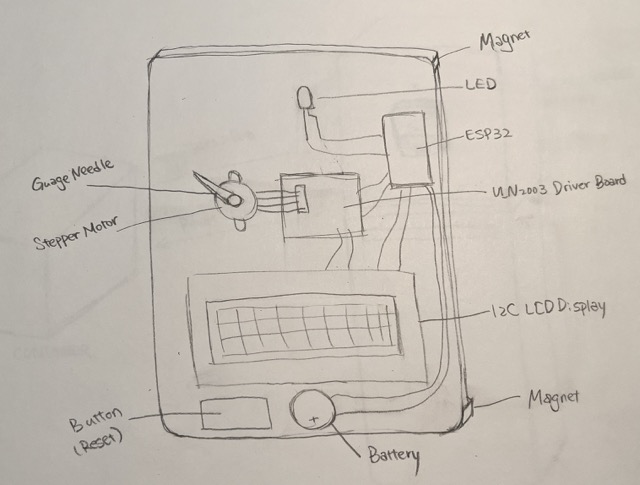 Magnet
LED
ESP32
Guage Needle
ULN2003 Driver Board
Stepper Motor
I2C LCD Display
Magnet
Button
(Reset)
+
Battery